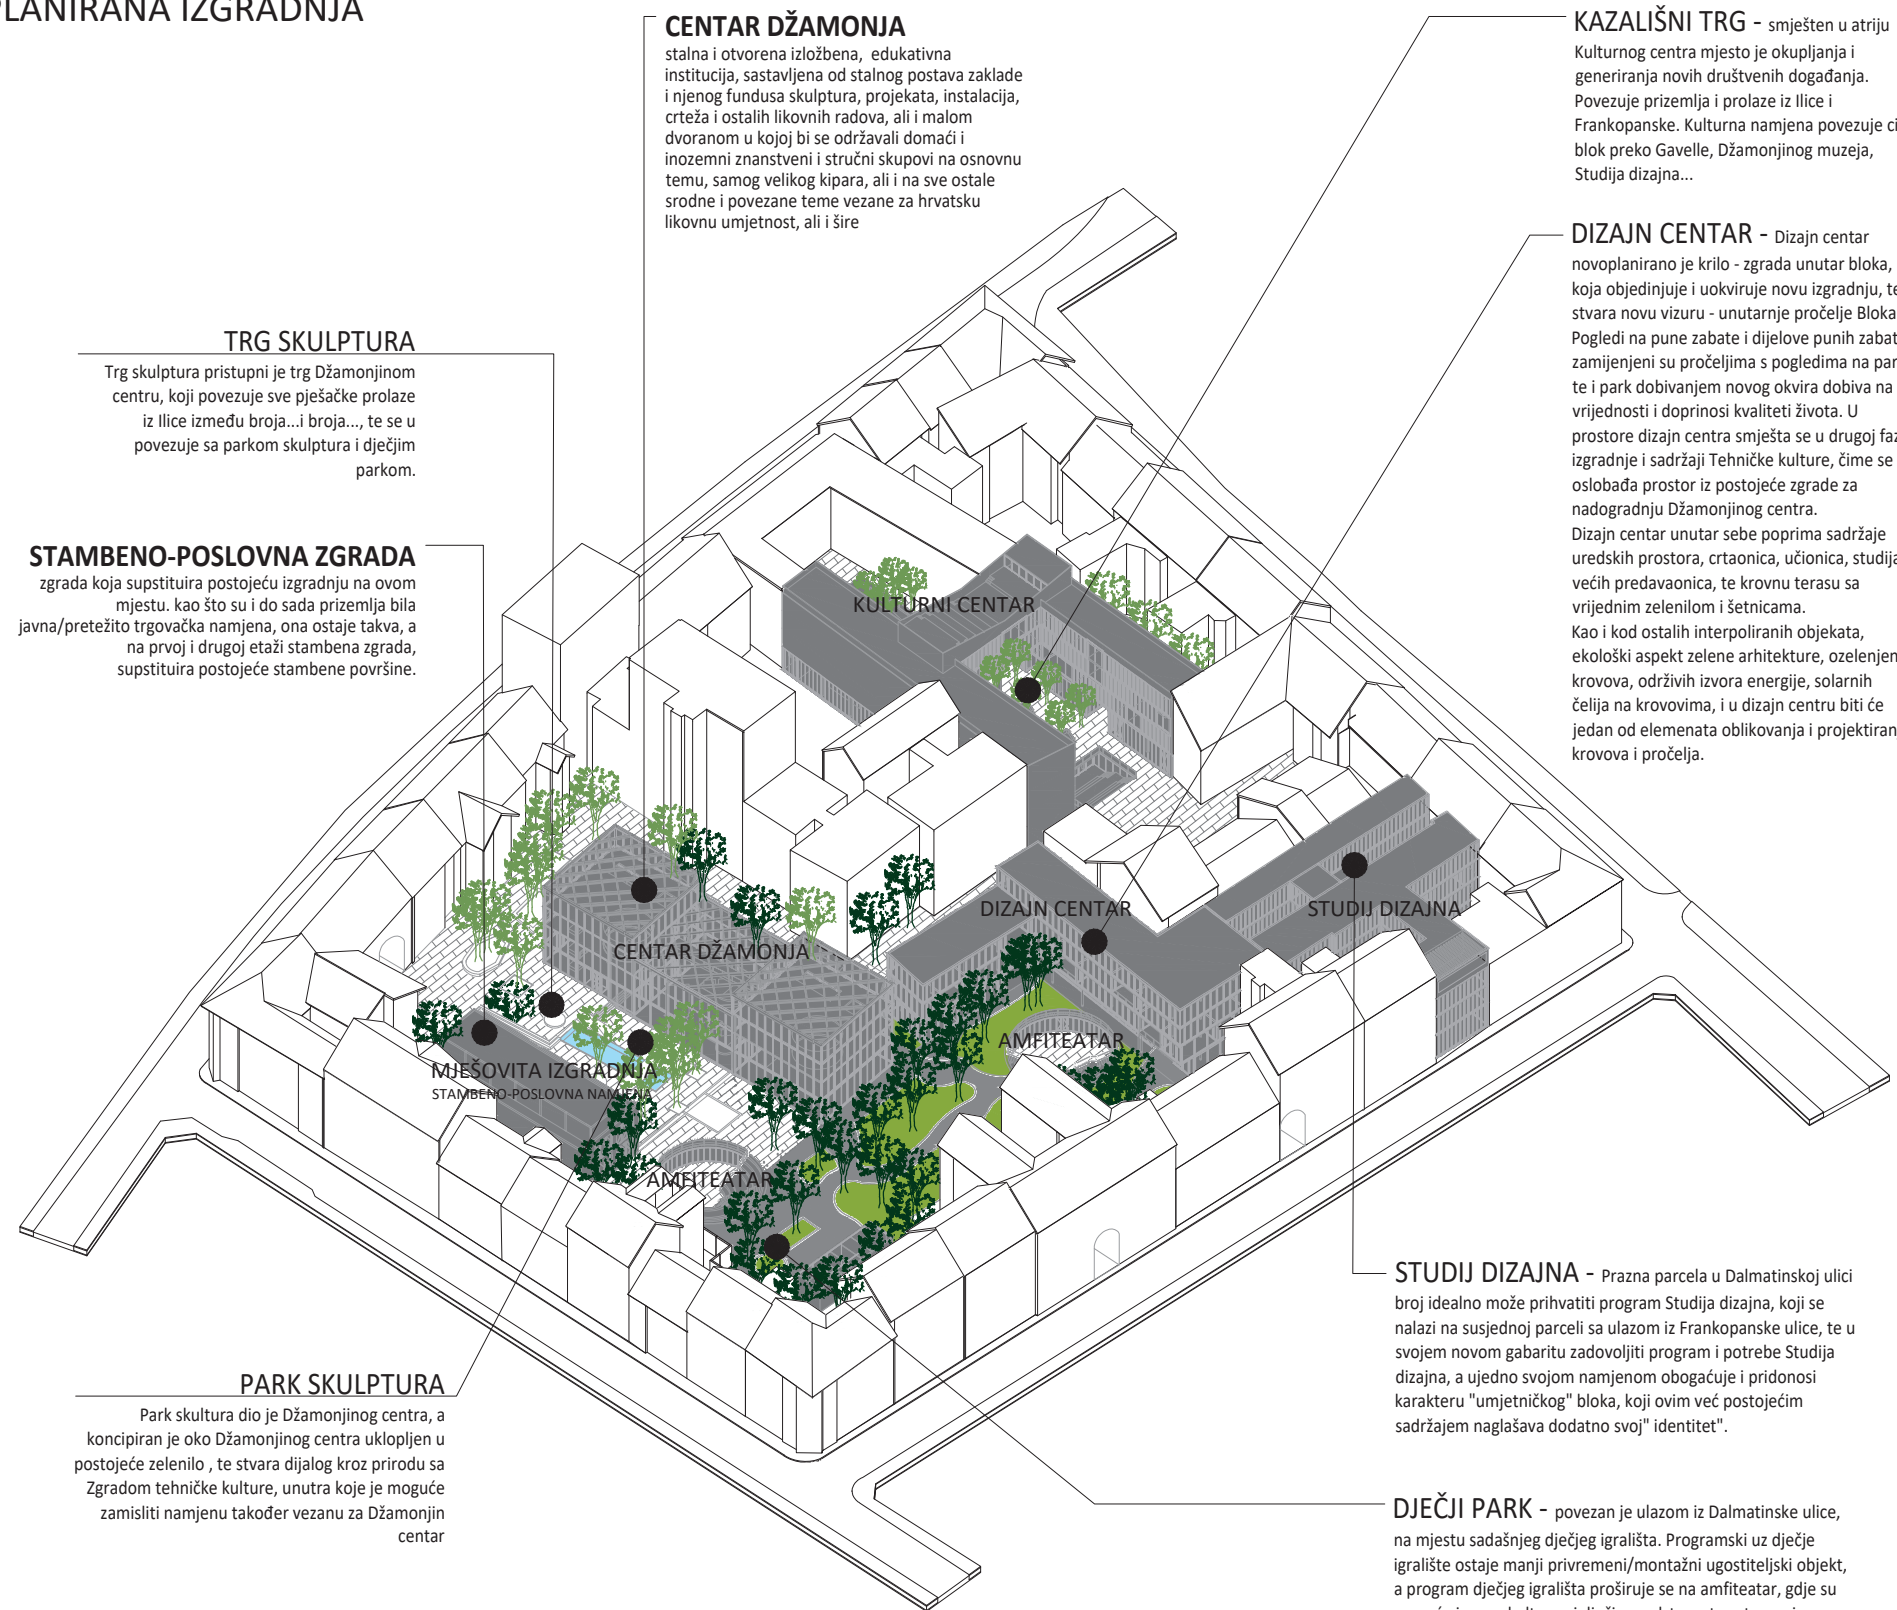 PLANIRANA IZGRADNJA
CENTAR DŽAMONJA
stalna i otvorena izložbena, edukativna
institucija, sastavljena od stalnog postava zaklade
i njenog fundusa skulptura, projekata, instalacija,
crteža i ostalih likovnih radova, ali i malom
dvoranom u kojoj bi se održavali domaći i
inozemni znanstveni i stručni skupovi na osnovnu
temu, samog velikog kipara, ali i na sve ostale
srodne i povezane teme vezane za hrvatsku
likovnu umjetnost, ali i šire
KAZALIŠNI TRG - smješten u atriju
Kulturnog centra mjesto je okupljanja i
generiranja novih društvenih događanja.
Povezuje prizemlja i prolaze iz Ilice i
Frankopanske. Kulturna namjena povezuje
blok preko Gavelle, Džamonjinog muzeja,
Studija dizajna...
DIZAJN CENTAR - Dizajn centar
novoplanirano je krilo - zgrada unutar bloka,
koja objedinjuje i uokviruje novu izgradnju, te
stvara novu vizuru - unutarnje pročelje Bloka
Pogledi na pune zabate i dijelove punih
zamijenjeni su pročeljima s pogledima na
te i park dobivanjem novog okvira dobiva na
vrijednosti i doprinosi kvaliteti života. U
prostore dizajn centra smješta se u drugoj
izgradnje i sadržaji Tehničke kulture, čime se
oslobađa prostor iz postojeće zgrade za
nadogradnju Džamonjinog centra.
Dizajn centar unutar sebe poprima sadržaje
uredskih prostora, crtaonica, učionica, studija
većih predavaonica, te krovnu terasu sa
vrijednim zelenilom i šetnicama.
Kao i kod ostalih interpoliranih objekata,
ekološki aspekt zelene arhitekture,
krovova, održivih izvora energije, solarnih
čelija na krovovima, i u dizajn centru biti će
jedan od elemenata oblikovanja i
krovova i pročelja.
TRG SKULPTURA
Trg skulptura pristupni je trg Džamonjinom
centru, koji povezuje sve pješačke prolaze
iz Ilice između broja...i broja..., te se u
povezuje sa parkom skulptura i dječjim
parkom.
STAMBENO-POSLOVNA ZGRADA
zgrada koja supstituira postojeću izgradnju na ovom
mjestu. kao što su i do sada prizemlja bila
javna/pretežito trgovačka namjena, ona ostaje takva, a
na prvoj i drugoj etaži stambena zgrada,
supstituira postojeće stambene površine.
KULTURNI CENTAR
DIZAJN CENTAR
STUDIJ DIZAJNA
CENTAR DŽAMONJA
AMFITEATAR
MJEŠOVITA IZGRADNJA
STAMBENO-POSLOVNA NAMJENA
AMFITEATAR
STUDIJ DIZAJNA - Prazna parcela u Dalmatinskoj ulici
broj idealno može prihvatiti program Studija dizajna, koji se
nalazi na susjednoj parceli sa ulazom iz Frankopanske ulice, te u
svojem novom gabaritu zadovoljiti program i potrebe Studija
dizajna, a ujedno svojom namjenom obogaćuje i pridonosi
karakteru "umjetničkog" bloka, koji ovim već postojećim
sadržajem naglašava dodatno svoj" identitet".
PARK SKULPTURA
Park skultura dio je Džamonjinog centra, a
koncipiran je oko Džamonjinog centra uklopljen u
postojeće zelenilo , te stvara dijalog kroz prirodu sa
Zgradom tehničke kulture, unutra koje je moguće
zamisliti namjenu također vezanu za Džamonjin
centar
DJEČJI PARK - povezan je ulazom iz Dalmatinske ulice,
na mjestu sadašnjeg dječjeg igrališta. Programski uz dječje
igralište ostaje manji privremeni/montažni ugostiteljski objekt,
a program dječjeg igrališta proširuje se na amfiteatar, gdje su